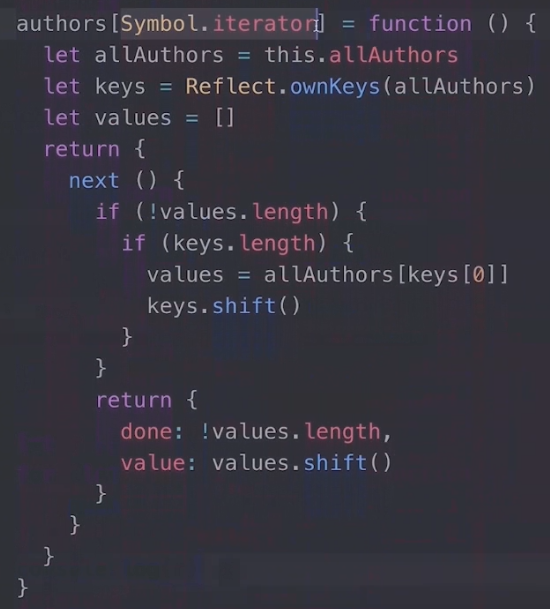 authors[Symbol.iterator] = function () {
  let allAuthors = this.allAuthors
  let keys = Reflect.ownKeys(allAuthors)
  let values = []
  return {
    next () {
      if (!values.length) {
        if (keys.length) {
          values = allAuthors[keys[0]]
          keys.shift()
        }
      }
      return {
        done: !values.length,
        value: values.shift()
      }
    }
  }
}